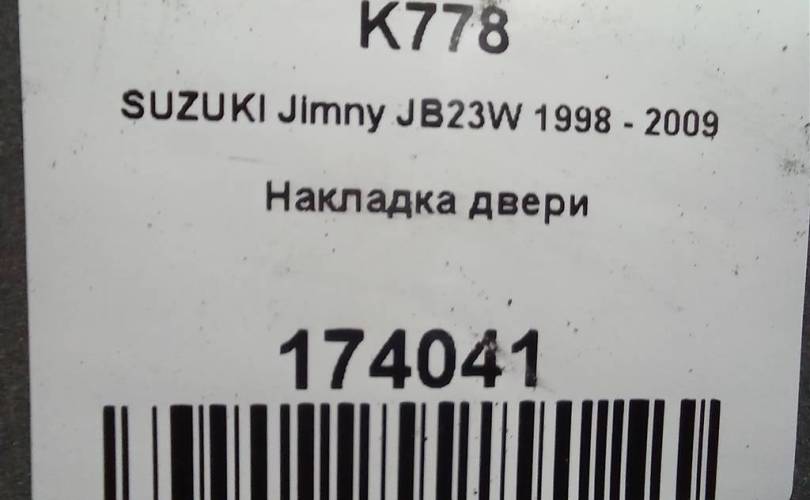 K778
SUZUKI Jimny JB23W 1998 - 2009
Накладка двери
174041